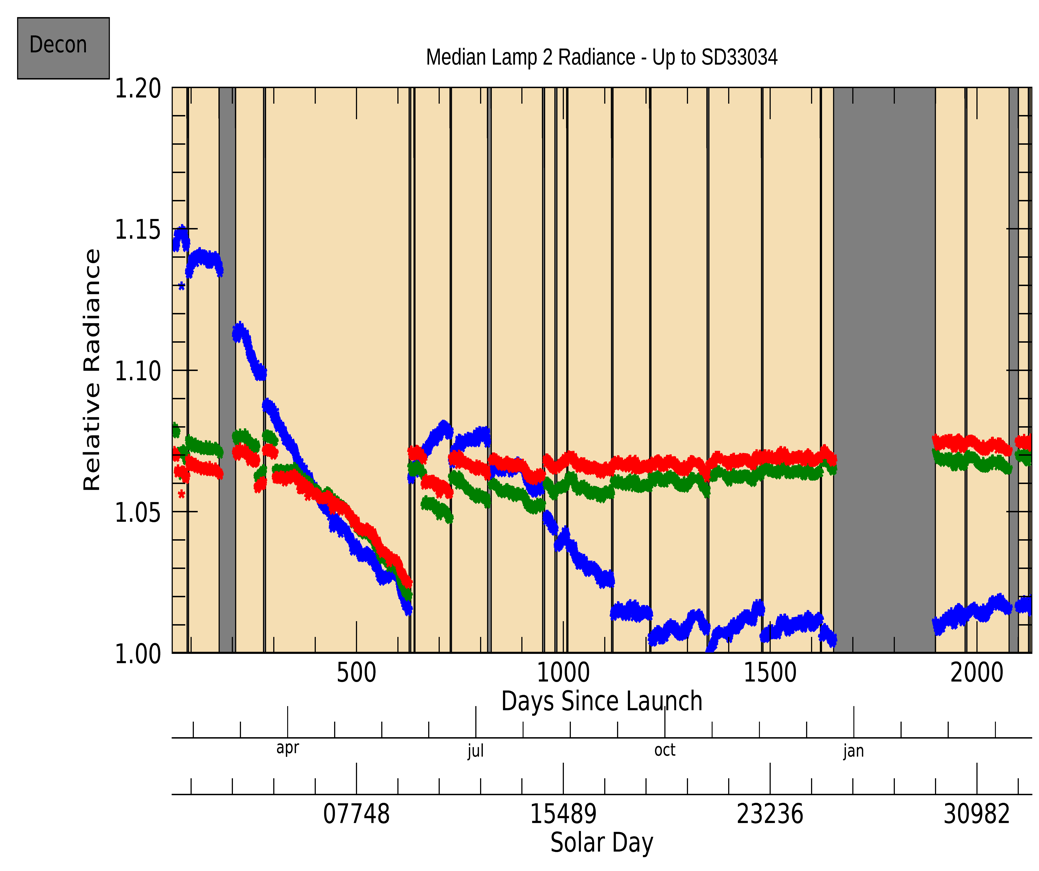 Decon
Median Lamp 2 Radiance - Up to SD33034
1.20
1.15
1.10
1.05
1.00
Relative Radiance
500 1000 1500 2000
Days Since Launch
apr jul oct jan
07748 15489 23236 30982
Solar Day